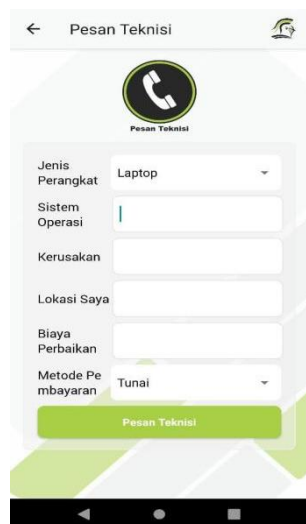 Pesan Teknisi
Pesan Teknisi
Jenis
Perangkat
Laptop
Sistem
Operasi
Kerusakan
Lokasi Saya
Biaya
Perbaikan
Metode Pe
mbayaran
Tunai
Pesan Teknisi